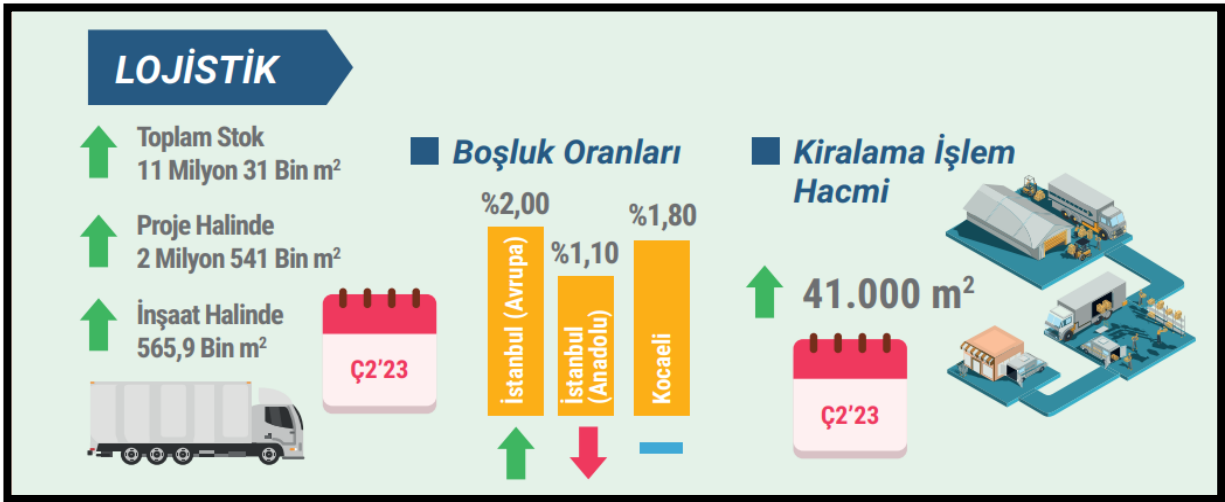 LOJİSTİK
Toplam Stok
11 Milyon 31 Bin m²
Proje Halinde
2 Milyon 541 Bin m²
İnşaat Halinde
565,9 Bin m²
Ç2’23
Boşluk Oranları
%2,00
%1,10
%1,80
İstanbul (Avrupa)
İstanbul
(Anadolu)
Kocaeli
Kiralama İşlem
Hacmi
41.000 m²
Ç2’23